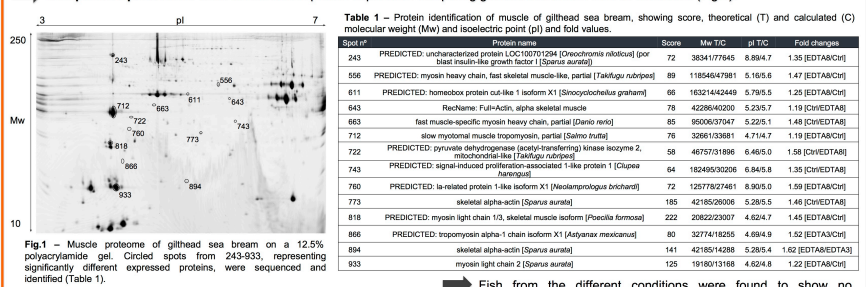 3 pI 7
250
Mw
10
243
556
611
643
663
712
722
743
760
773
818
866
894
933
Fig.1 – Muscle proteome of gilthead sea bream on a 12.5%
polyacrylamide gel. Circled spots from 243-933, representing
significantly different expressed proteins, were sequenced and
identified (Table 1).
Table 1 – Protein identification of muscle of gilthead sea bream, showing score, theoretical (T) and calculated (C)
molecular weight (Mw) and isoelectric point (pI) and fold values.
Spot nº Protein name Score Mw T/C pI T/C Fold changes
243 PREDICTED: uncharacterized protein LOC100701294 [Oreochromis niloticus] (por
blast insulin-like growth factor I [Sparus aurata]) 72 38341/77645 8.89/4.7 1.35 [EDTA8/Ctrl]
556 PREDICTED: myosin heavy chain, fast skeletal muscle-like, partial [Takifugu rubripes] 89 118546/47981 5.16/5.6 1.47 [EDTA8/Ctrl]
611 PREDICTED: homeobox protein cut-like 1 isoform X1 [Sinocyclocheilus grahami] 66 163214/42449 5.79/5.5 1.25 [EDTA8/Ctrl]
643 RecName: Full=Actin, alpha skeletal muscle 78 42286/40200 5.23/5.7 1.19 [Ctrl/EDTA8]
663 fast muscle-specific myosin heavy chain, partial [Danio rerio] 85 95006/37047 5.22/5.1 1.48 [Ctrl/EDTA8]
712 slow myotomal muscle tropomyosin, partial [Salmo trutta] 76 32661/33681 4.71/4.7 1.19 [EDTA8/Ctrl]
722 PREDICTED: pyruvate dehydrogenase (acetyl-transferring) kinase isozyme 2,
mitochondrial-like [Takifugu rubripes] 58 46757/31896 6.46/5.0 1.58 [Ctrl/EDTA8]
743 PREDICTED: signal-induced proliferation-associated 1-like protein 1 [Clupea
harengus] 64 182495/30206 6.84/5.8 1.35 [Ctrl/EDTA8]
760 PREDICTED: la-related protein 1-like isoform X1 [Neolamprologus brichardi] 72 125778/27461 8.90/5.0 1.59 [EDTA8/Ctrl]
773 skeletal alpha-actin [Sparus aurata] 185 42185/26006 5.28/5.5 1.46 [Ctrl/EDTA8]
818 PREDICTED: myosin light chain 1/3, skeletal muscle isoform [Poecilia formosa] 222 20822/23007 4.62/4.7 1.45 [EDTA8/Ctrl]
866 PREDICTED: tropomyosin alpha-1 chain isoform X1 [Astyanax mexicanus] 80 32774/18255 4.69/4.9 1.52 [EDTA3/Ctrl]
894 skeletal alpha-actin [Sparus aurata] 141 42185/14288 5.28/5.4 1.62 [EDTA8/EDTA3]
933 myosin light chain 2 [Sparus aurata] 125 19180/13168 4.62/4.8 1.22 [EDTA8/Ctrl]
Fish from the different conditions were found to show no